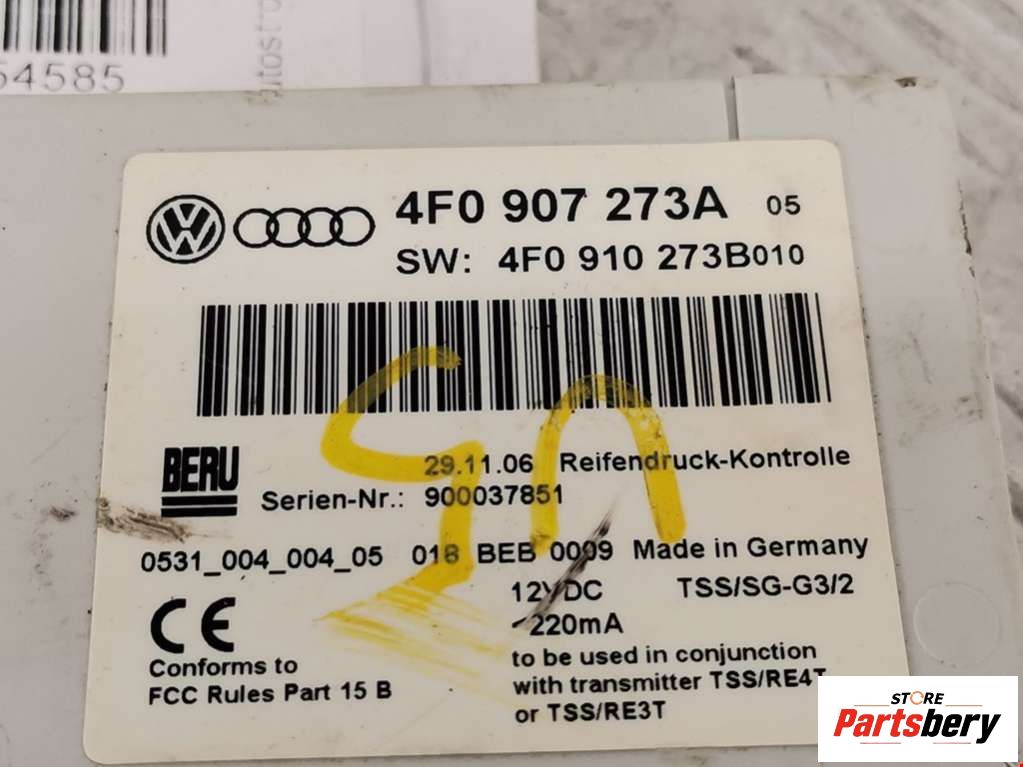 54585
4F0 907 273A 05
SW: 4F0 910 273B010
BERU
29.11.06 Reifendruck-Kontrolle
Serien-Nr.: 900037851
0531_004_004_05 018 BEB 0009 Made in Germany
12VDC TSS/SG-G3/2
220mA
CE
Conforms to
FCC Rules Part 15 B
to be used in conjunction
with transmitter TSS/RE4T
or TSS/RE3T
STORE
Partsbery